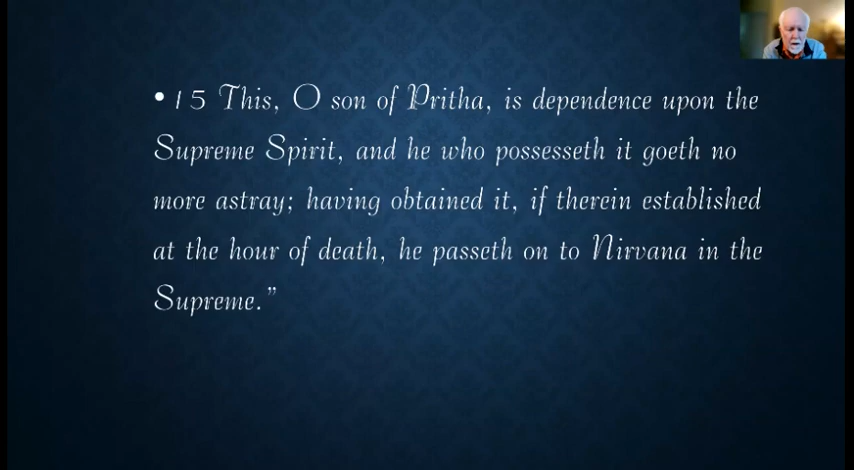 • 15 This, O son of Pritha, is dependence upon the
Supreme Spirit, and he who possesseth it goeth no
more astray; having obtained it, if therein established
at the hour of death, he passeth on to Nirvana in the
Supreme.”